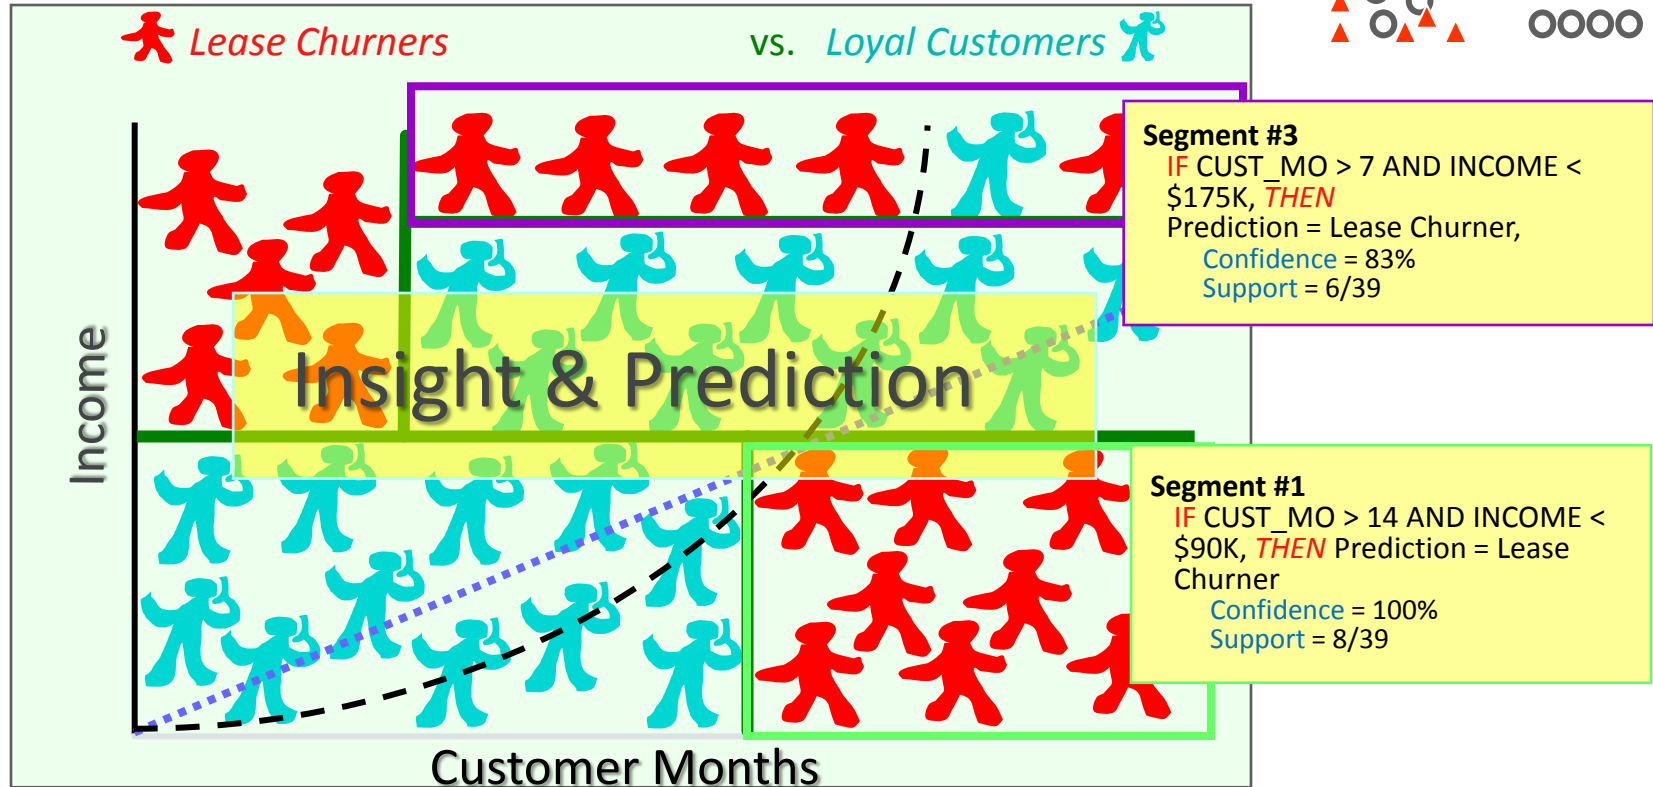 Lease Churners vs. Loyal Customers
Segment #3
IF CUST_MO > 7 AND INCOME <
$175K, THEN
Prediction = Lease Churner,
Confidence = 83%
Support = 6/39
Insight & Prediction
Income
Segment #1
IF CUST_MO > 14 AND INCOME <
$90K, THEN Prediction = Lease
Churner
Confidence = 100%
Support = 8/39
Customer Months